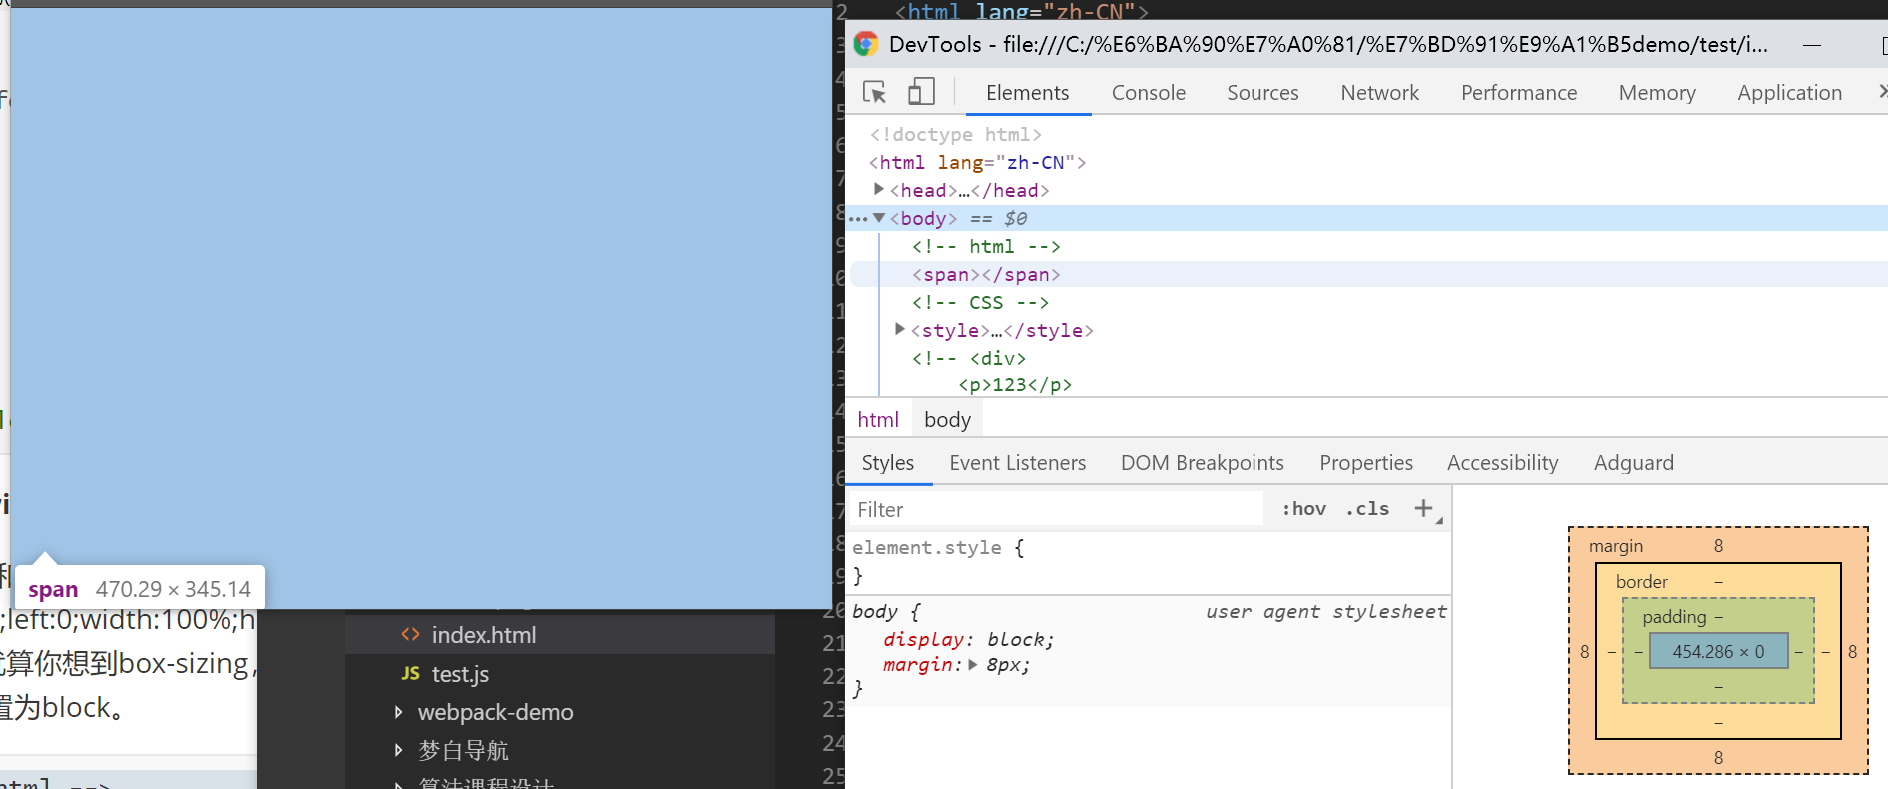 2 <html lang="zh-CN">
DevTools - file:///C:/%E6%BA%90%E7%A0%81/%E7%BD%91%E9%A1%B5demo/test/i...
Elements Console Sources Network Performance Memory Application
<!doctype html>
<html lang="zh-CN">
<head>…</head>
<body> == $0
<!-- html -->
<span></span>
<!-- CSS -->
<style>…</style>
<!-- <div>
<p>123</p>
html body
Styles Event Listeners DOM Breakpoints Properties Accessibility Adguard
Filter :hov .cls +
element.style {
}
body { user agent stylesheet
display: block;
margin: 8px;
}
margin 8
border –
padding –
8 – – 454.286 × 0 – – 8
–
–
8
span 470.29 × 345.14
;left:0;width:100%;h
算你想到box-sizing,
置为block。
index.html
JS test.js
webpack-demo
梦白导航
算法课程设计
20
21
22
23
24
25